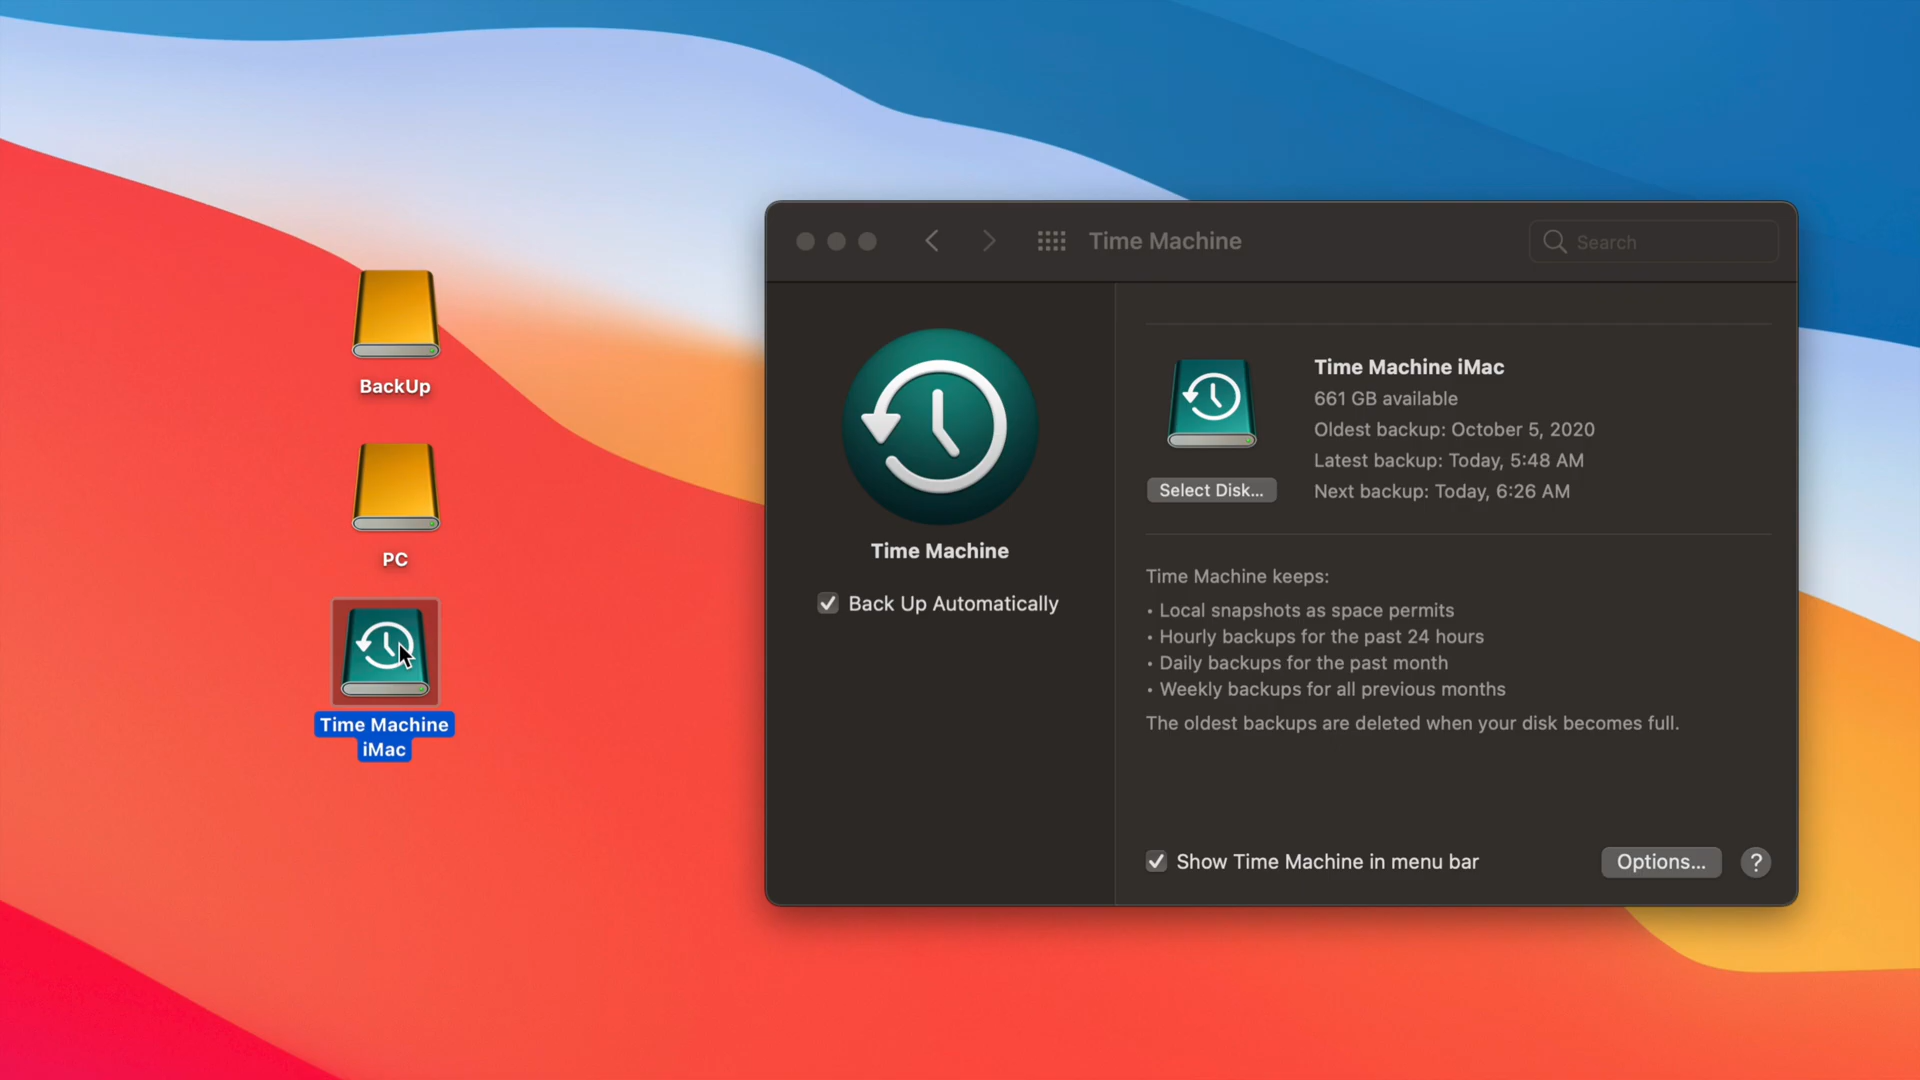 BackUp
PC
Time Machine
iMac
Time Machine
Search
Time Machine
Back Up Automatically
Time Machine iMac
661 GB available
Oldest backup: October 5, 2020
Latest backup: Today, 5:48 AM
Next backup: Today, 6:26 AM
Select Disk...
Time Machine keeps:
• Local snapshots as space permits
• Hourly backups for the past 24 hours
• Daily backups for the past month
• Weekly backups for all previous months
The oldest backups are deleted when your disk becomes full.
Show Time Machine in menu bar
Options...
?